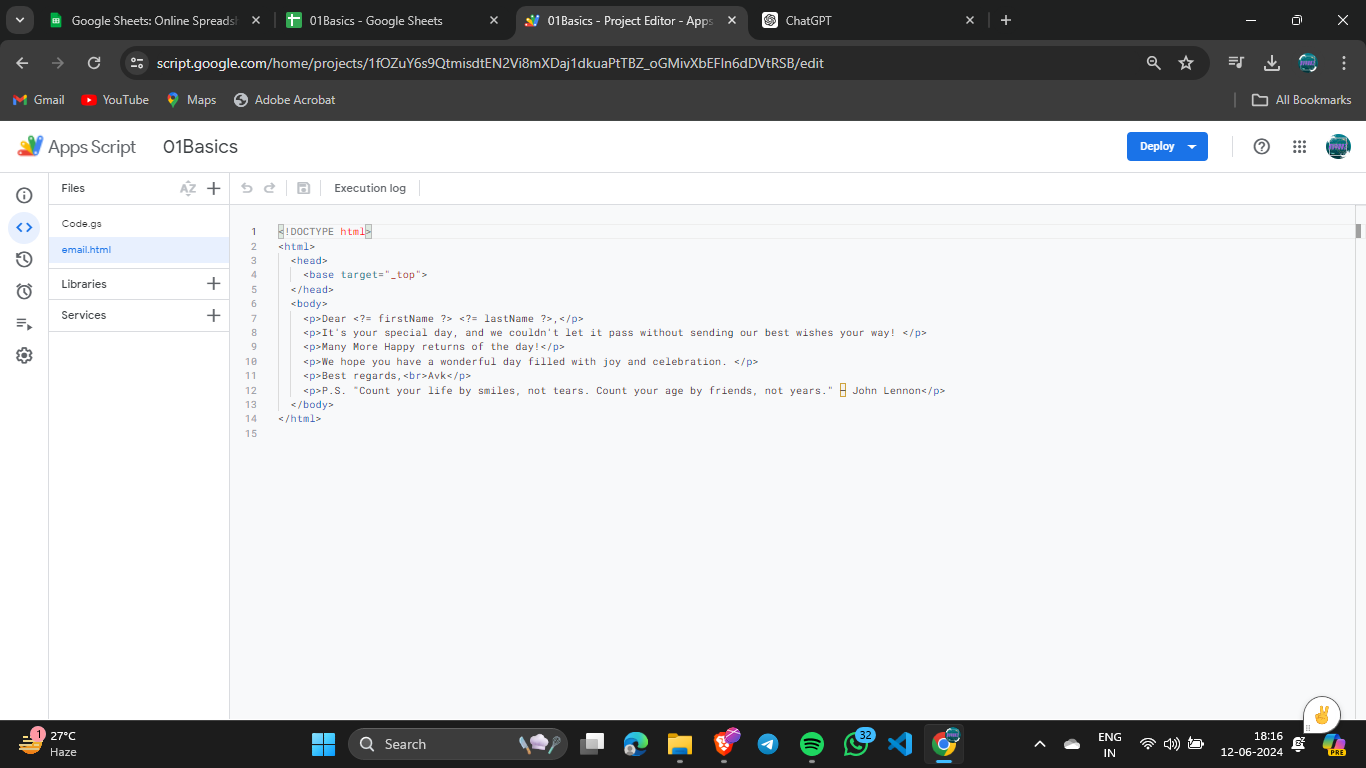 Google Sheets: Online Spreadsh
01Basics - Google Sheets
01Basics - Project Editor - Apps
ChatGPT
script.google.com/home/projects/1fOZuY6s9QtmisdtEN2Vi8mXDaj1dkuaPtTBZ_oGMivXbEFIn6dDVtRSB/edit
Gmail
YouTube
Maps
Adobe Acrobat
All Bookmarks
Apps Script
01Basics
Deploy
Files
AZ
Execution log
Code.gs
email.html
Libraries
Services
1 <!DOCTYPE html>
2 <html>
3 <head>
4 <base target="_top">
5 </head>
6 <body>
7 <p>Dear <?= firstName ?> <?= lastName ?>,</p>
8 <p>It's your special day, and we couldn't let it pass without sending our best wishes your way! </p>
9 <p>Many More Happy returns of the day!</p>
10 <p>We hope you have a wonderful day filled with joy and celebration. </p>
11 <p>Best regards,<br>Avk</p>
12 <p>P.S. "Count your life by smiles, not tears. Count your age by friends, not years." – John Lennon</p>
13 </body>
14 </html>
15
1
27°C
Haze
Search
32
ENG
IN
18:16
12-06-2024
PRE